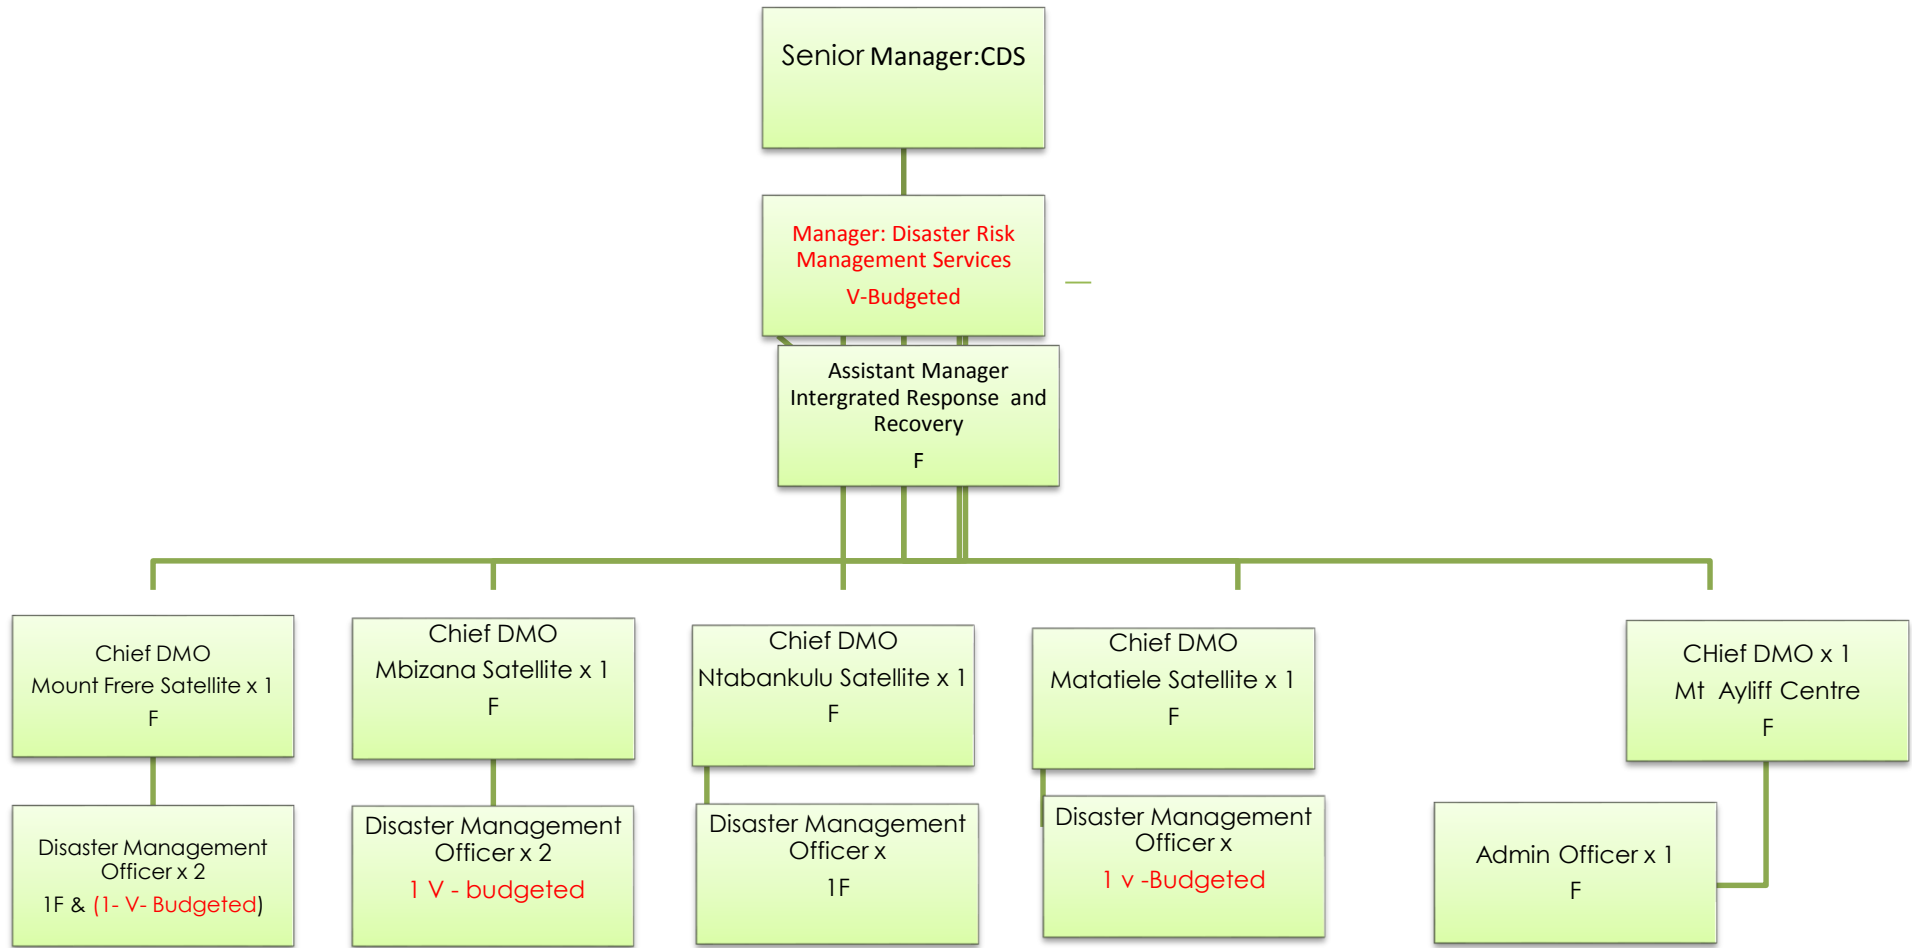 Senior Manager:CDS
Manager: Disaster Risk
Management Services
V-Budgeted
Assistant Manager
Intergrated Response and
Recovery
F
Chief DMO
Mount Frere Satellite x 1
F
Chief DMO
Mbizana Satellite x 1
F
Chief DMO
Ntabankulu Satellite x 1
F
Chief DMO
Matatiele Satellite x 1
F
CHief DMO x 1
Mt Ayliff Centre
F
Disaster Management
Officer x 2
1F & (1- V- Budgeted)
Disaster Management
Officer x 2
1 V - budgeted
Disaster Management
Officer x
1F
Disaster Management
Officer x
1 v -Budgeted
Admin Officer x 1
F